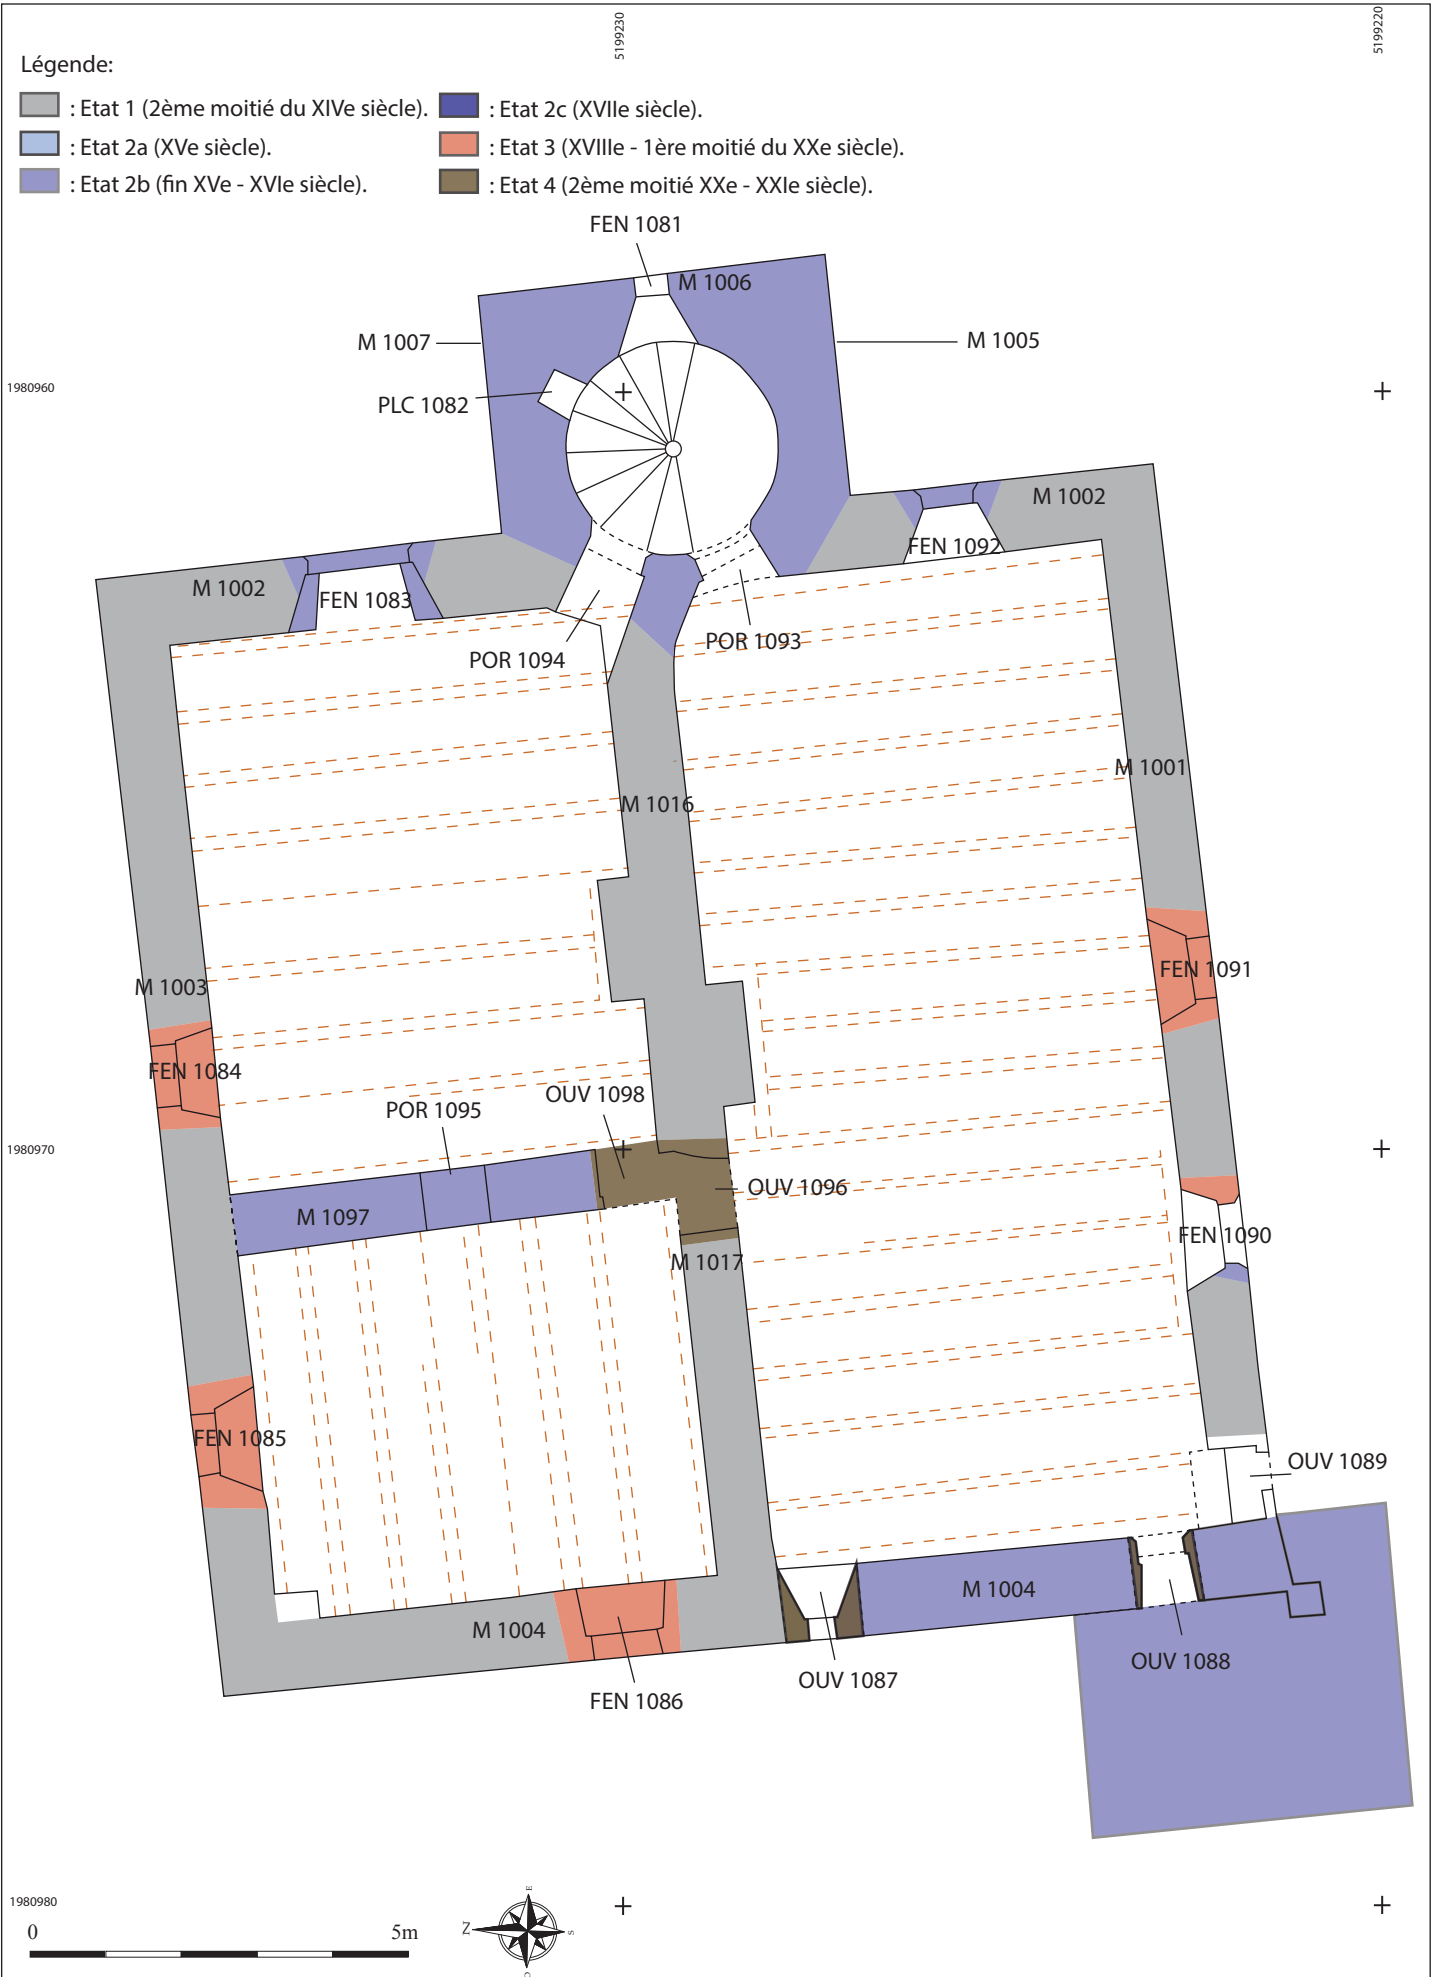 5199230
5199220
Légende:
: Etat 1 (2ème moitié du XIVe siècle).
: Etat 2c (XVIIe siècle).
: Etat 2a (XVe siècle).
: Etat 3 (XVIIIe - 1ère moitié du XXe siècle).
: Etat 2b (fin XVe - XVIe siècle).
: Etat 4 (2ème moitié XXe - XXIe siècle).
FEN 1081
M 1006
M 1007
M 1005
1980960
PLC 1082
M 1002
FEN 1092
M 1002
FEN 1083
POR 1093
POR 1094
M 1001
M 1016
FEN 1091
M 1003
FEN 1084
OUV 1098
POR 1095
1980970
OUV 1096
M 1097
FEN 1090
M 1017
FEN 1085
OUV 1089
M 1004
M 1004
OUV 1088
OUV 1087
FEN 1086
1980980
0
5m
E
Z
S
O